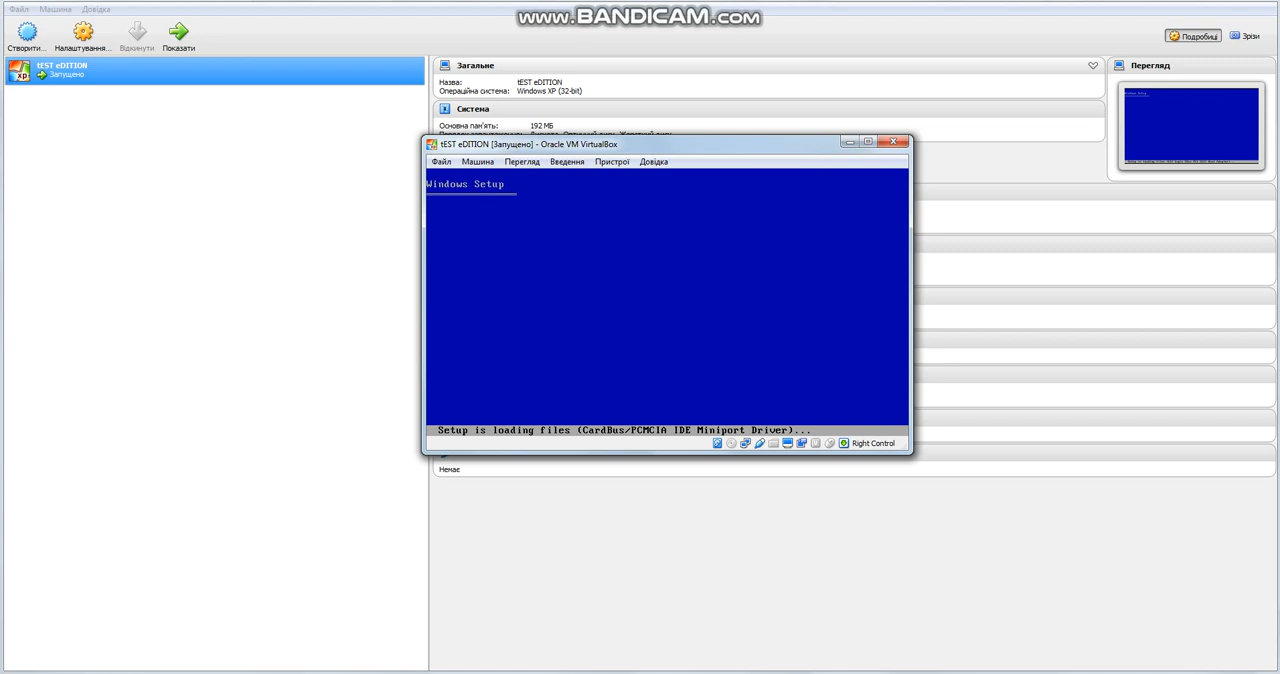 www.BANDICAM.com
Файл Машина Довідка
Створити... Налаштування... Відкинути Показати
Подробиці Зрізи
tEST eDITION
Запущено
Загальне
Назва: tEST eDITION
Операційна система: Windows XP (32-bit)
Система
Основна пам'ять: 192 МБ
Перегляд
tEST eDITION [Запущено] - Oracle VM VirtualBox
Файл Машина Перегляд Введення Пристрої Довідка
Windows Setup
Setup is loading files (CardBus/PCMCIA IDE Miniport Driver)...
Right Control
Немає